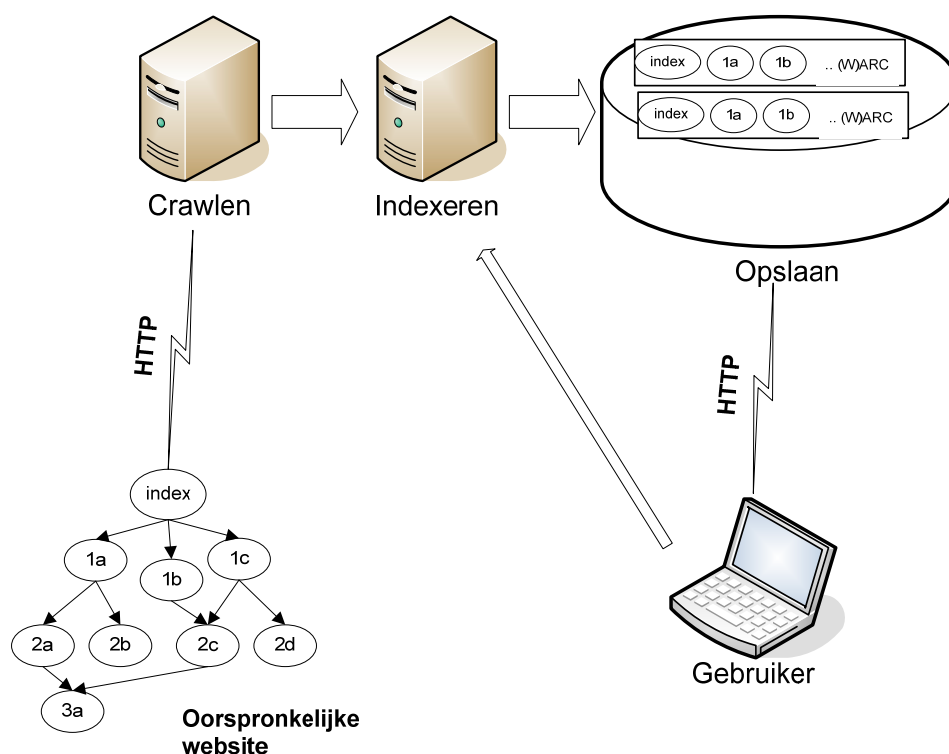 index 1a 1b .. (W)ARC
index 1a 1b .. (W)ARC
Crawlen
Indexeren
Opslaan
HTTP
HTTP
index
1a
1b
1c
2a
2b
2c
2d
3a
Gebruiker
Oorspronkelijke
website